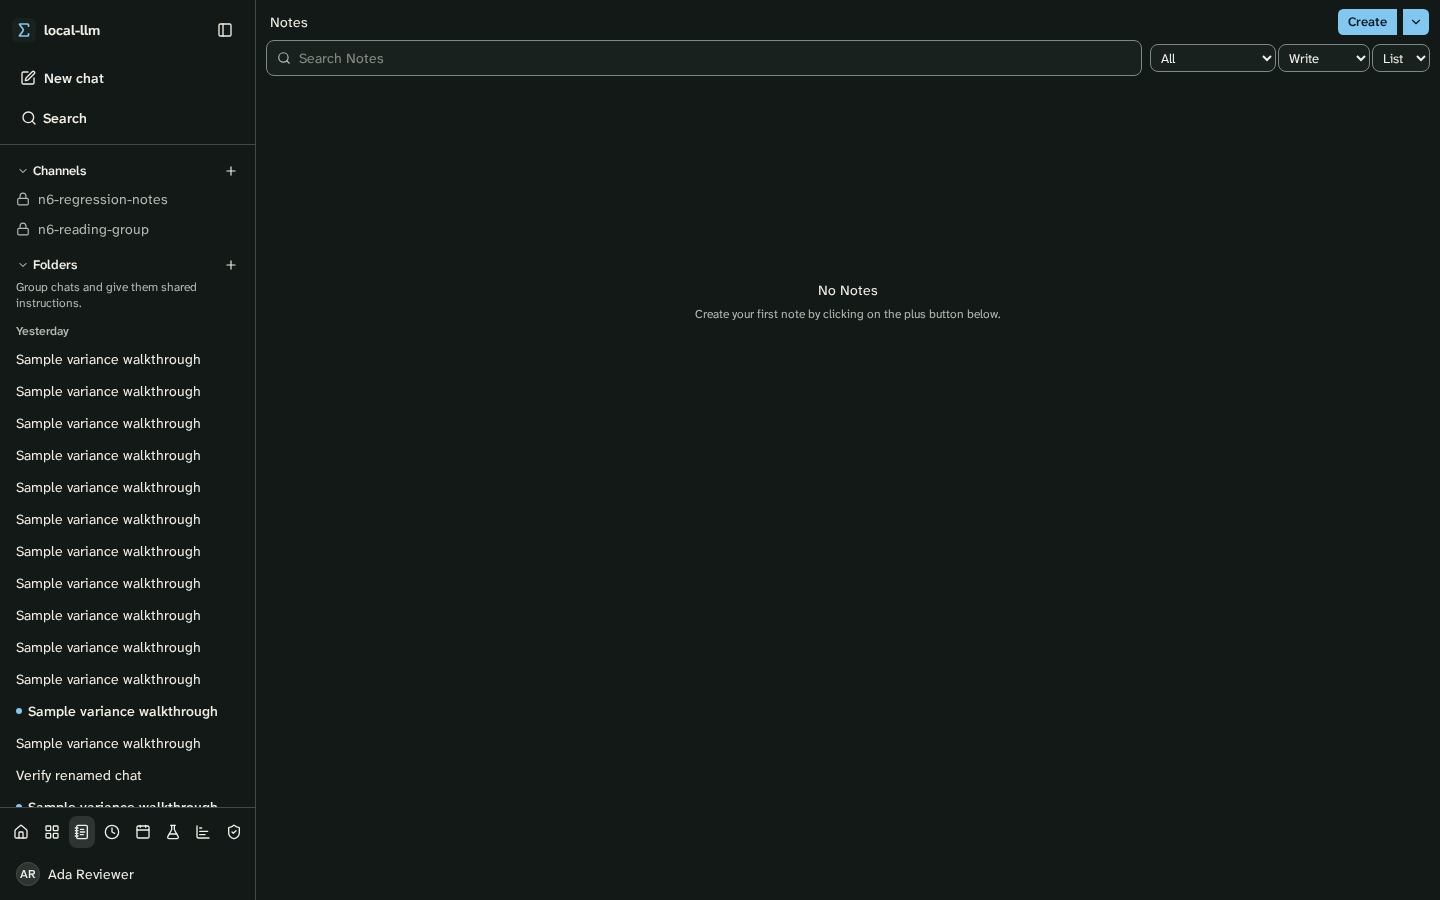 local-llm
New chat
Search
Channels
n6-regression-notes
n6-reading-group
Folders
Group chats and give them shared
instructions.
Yesterday
Sample variance walkthrough
Sample variance walkthrough
Sample variance walkthrough
Sample variance walkthrough
Sample variance walkthrough
Sample variance walkthrough
Sample variance walkthrough
Sample variance walkthrough
Sample variance walkthrough
Sample variance walkthrough
Sample variance walkthrough
Sample variance walkthrough
Sample variance walkthrough
Verify renamed chat
Sample variance walkthrough
AR Ada Reviewer
Notes
Create
Search Notes
All
Write
List
No Notes
Create your first note by clicking on the plus button below.